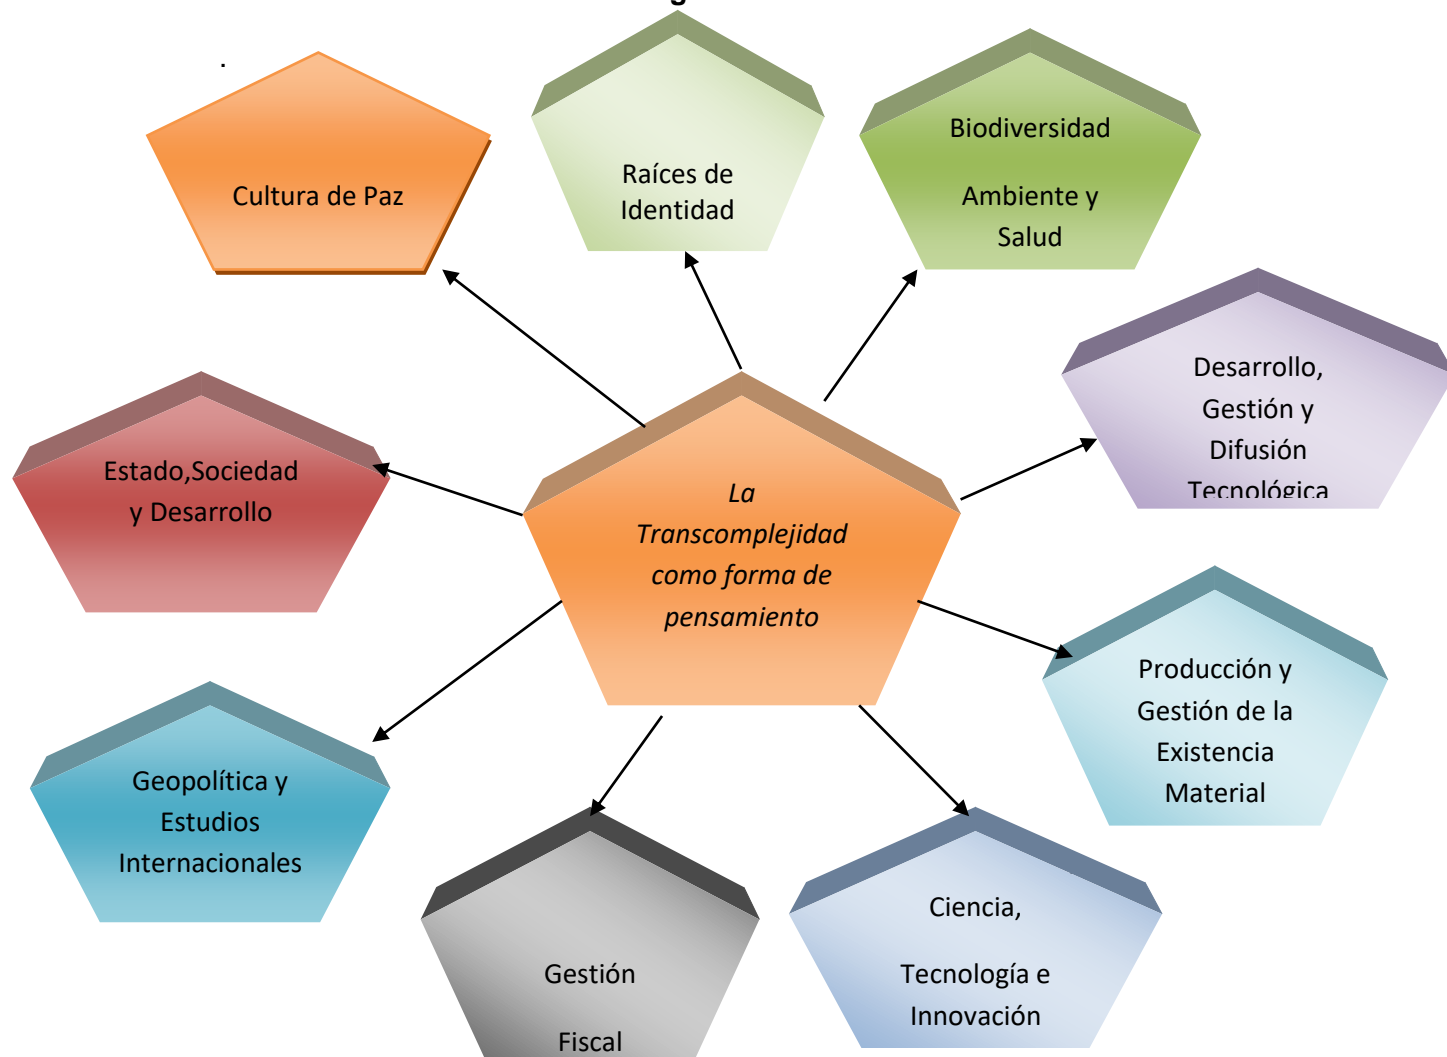 Cultura de Paz
Raíces de
Identidad
Biodiversidad
Ambiente y
Salud
Desarrollo,
Gestión y
Difusión
Tecnológica
Estado,Sociedad
y Desarrollo
La
Transcomplejidad
como forma de
pensamiento
Producción y
Gestión de la
Existencia
Material
Geopolítica y
Estudios
Internacionales
Gestión
Fiscal
Ciencia,
Tecnología e
Innovación